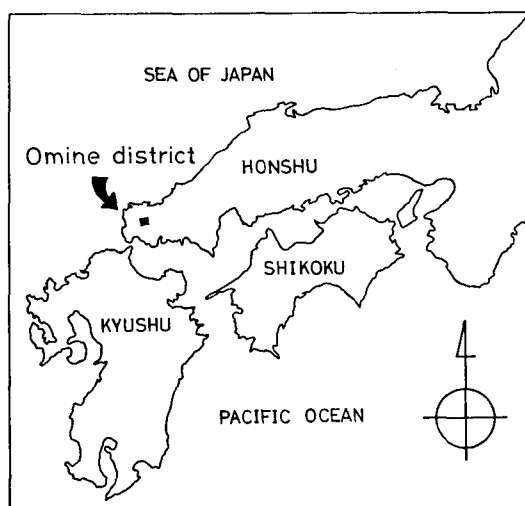 SEA OF JAPAN
Omine district
HONSHU
SHIKOKU
KYUSHU
PACIFIC OCEAN